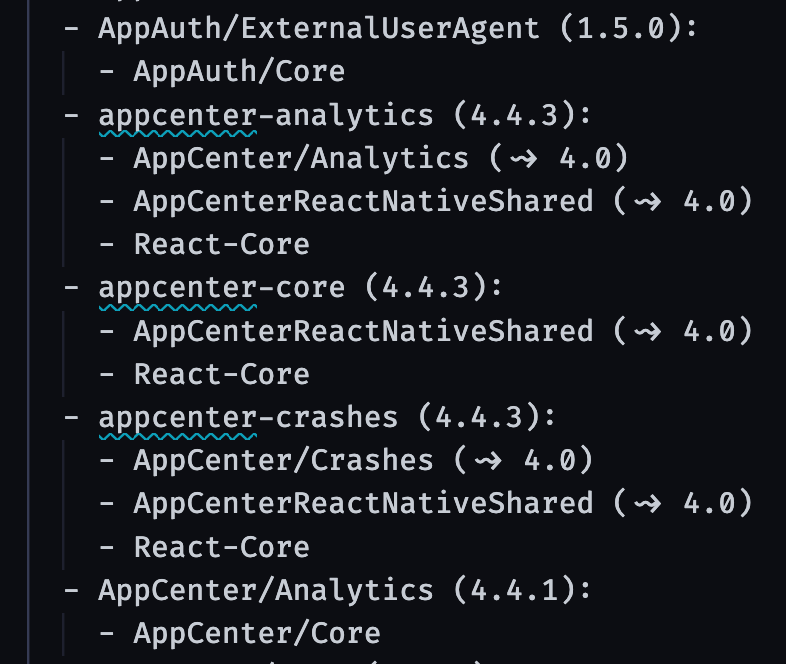 - AppAuth/ExternalUserAgent (1.5.0):
- AppAuth/Core
- appcenter-analytics (4.4.3):
- AppCenter/Analytics (~> 4.0)
- AppCenterReactNativeShared (~> 4.0)
- React-Core
- appcenter-core (4.4.3):
- AppCenterReactNativeShared (~> 4.0)
- React-Core
- appcenter-crashes (4.4.3):
- AppCenter/Crashes (~> 4.0)
- AppCenterReactNativeShared (~> 4.0)
- React-Core
- AppCenter/Analytics (4.4.1):
- AppCenter/Core